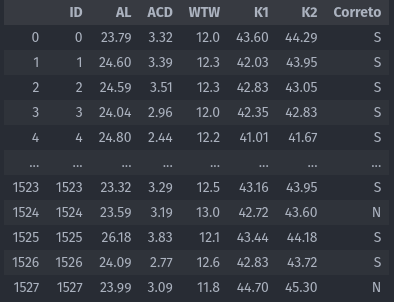 ID AL ACD WTW K1 K2 Correto
0 0 23.79 3.32 12.0 43.60 44.29 S
1 1 24.60 3.39 12.3 42.03 43.95 S
2 2 24.59 3.51 12.3 42.83 43.05 S
3 3 24.04 2.96 12.0 42.35 42.83 S
4 4 24.80 2.44 12.2 41.01 41.67 S
... ... ... ... ... ... ... ...
1523 1523 23.32 3.29 12.5 43.16 43.95 S
1524 1524 23.59 3.19 13.0 42.72 43.60 N
1525 1525 26.18 3.83 12.1 43.44 44.18 S
1526 1526 24.09 2.77 12.6 42.83 43.72 S
1527 1527 23.99 3.09 11.8 44.70 45.30 N